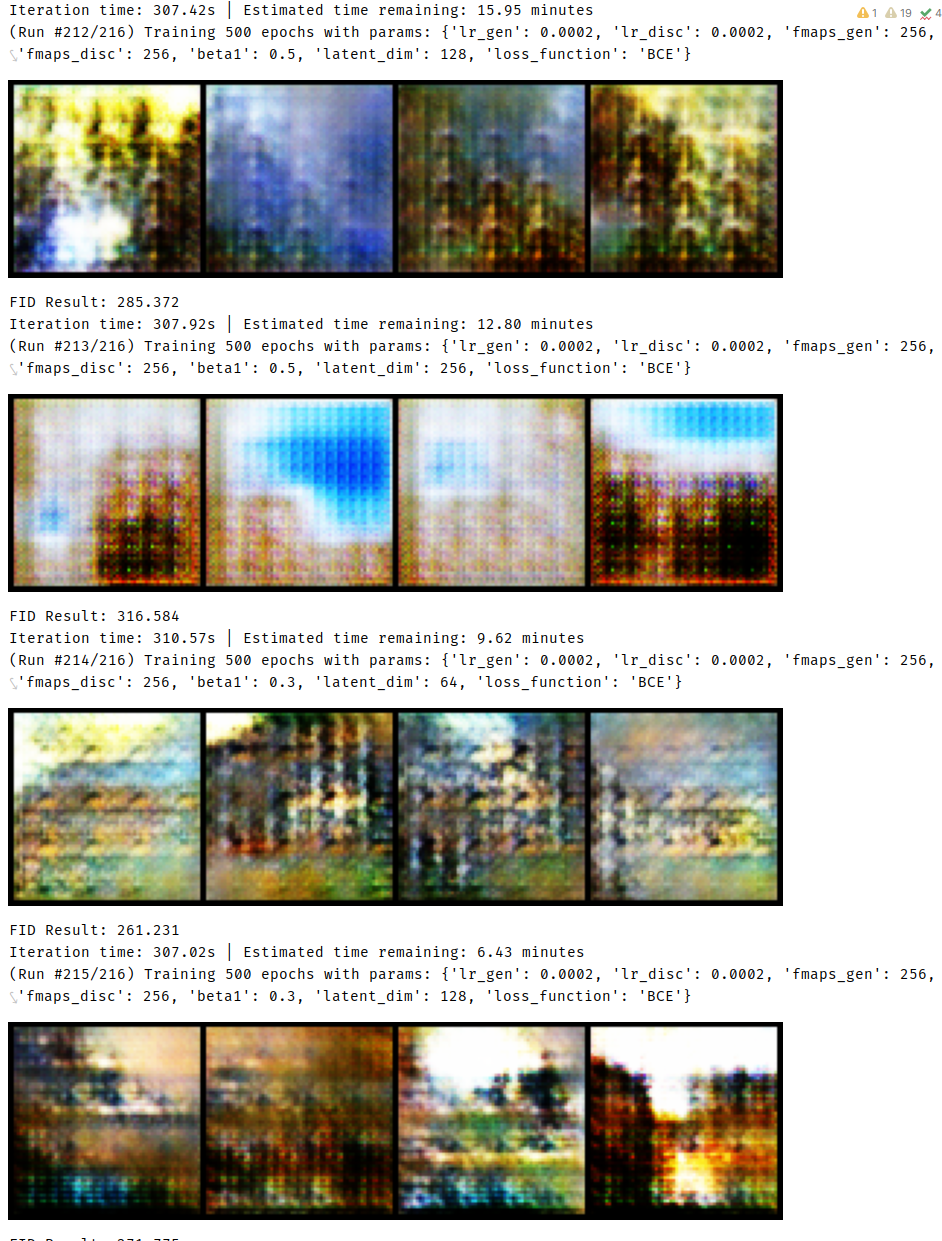 Iteration time: 307.42s | Estimated time remaining: 15.95 minutes
1 19 4
(Run #212/216) Training 500 epochs with params: {'lr_gen': 0.0002, 'lr_disc': 0.0002, 'fmaps_gen': 256,
'fmaps_disc': 256, 'beta1': 0.5, 'latent_dim': 128, 'loss_function': 'BCE'}
FID Result: 285.372
Iteration time: 307.92s | Estimated time remaining: 12.80 minutes
(Run #213/216) Training 500 epochs with params: {'lr_gen': 0.0002, 'lr_disc': 0.0002, 'fmaps_gen': 256,
'fmaps_disc': 256, 'beta1': 0.5, 'latent_dim': 256, 'loss_function': 'BCE'}
FID Result: 316.584
Iteration time: 310.57s | Estimated time remaining: 9.62 minutes
(Run #214/216) Training 500 epochs with params: {'lr_gen': 0.0002, 'lr_disc': 0.0002, 'fmaps_gen': 256,
'fmaps_disc': 256, 'beta1': 0.3, 'latent_dim': 64, 'loss_function': 'BCE'}
FID Result: 261.231
Iteration time: 307.02s | Estimated time remaining: 6.43 minutes
(Run #215/216) Training 500 epochs with params: {'lr_gen': 0.0002, 'lr_disc': 0.0002, 'fmaps_gen': 256,
'fmaps_disc': 256, 'beta1': 0.3, 'latent_dim': 128, 'loss_function': 'BCE'}